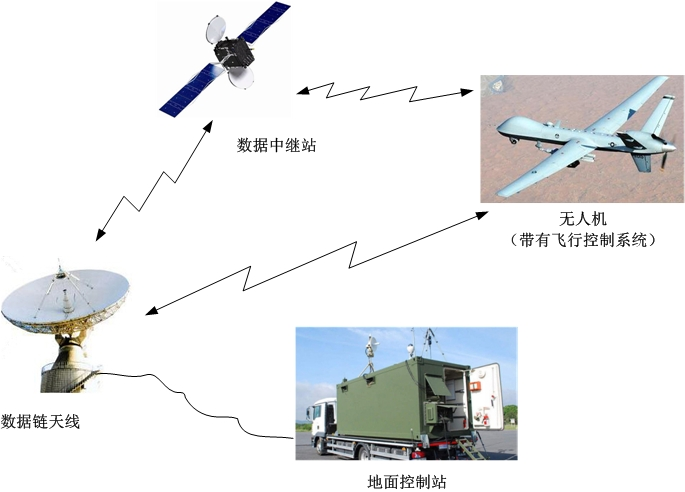 数据中继站
无人机
（带有飞行控制系统）
数据链天线
地面控制站